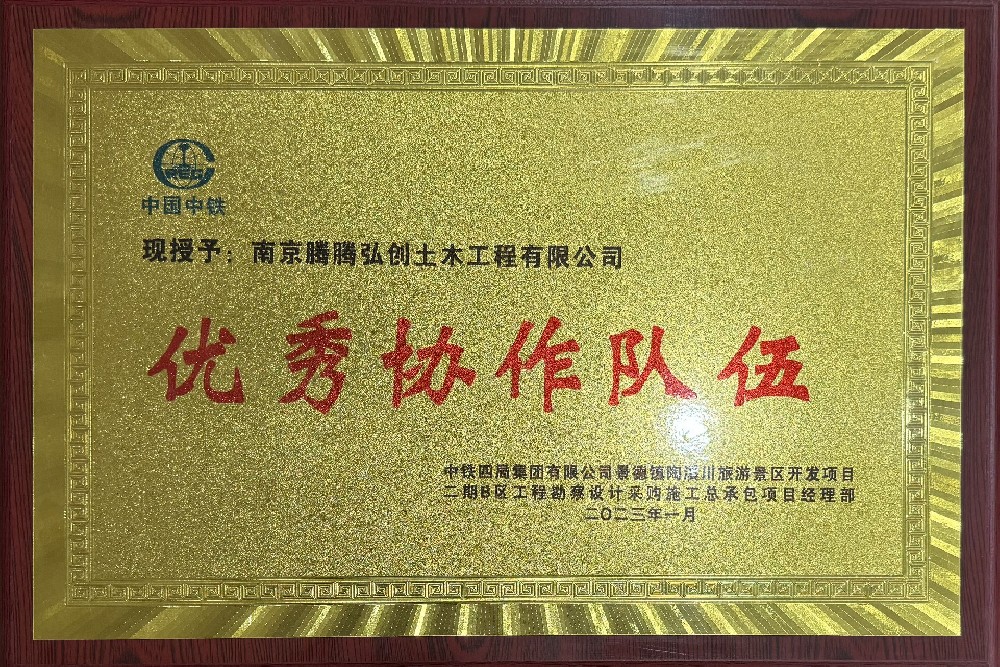 中国中铁
现授予：南京腾腾弘创土木工程有限公司
优秀协作队伍
中铁四局集团有限公司景德镇陶溪川旅游景区开发项目
二期B区工程勘察设计采购施工总承包项目经理部
二〇二三年一月